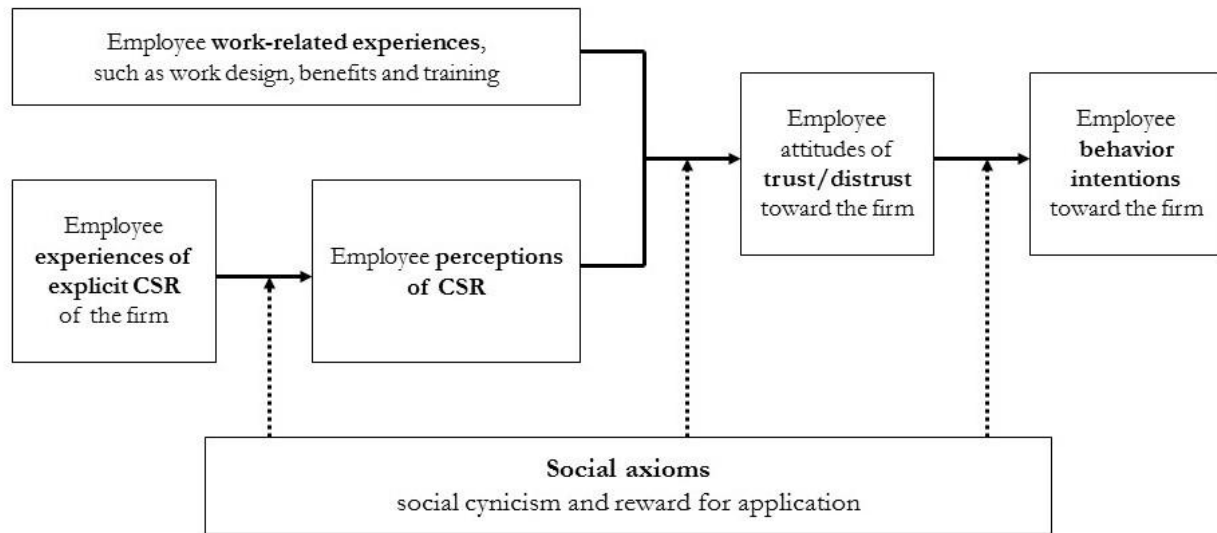 Employee work-related experiences,
such as work design, benefits and training
Employee
experiences of
explicit CSR
of the firm
Employee perceptions
of CSR
Employee
attitudes of
trust/distrust
toward the firm
Employee
behavior
intentions
toward the firm
Social axioms
social cynicism and reward for application